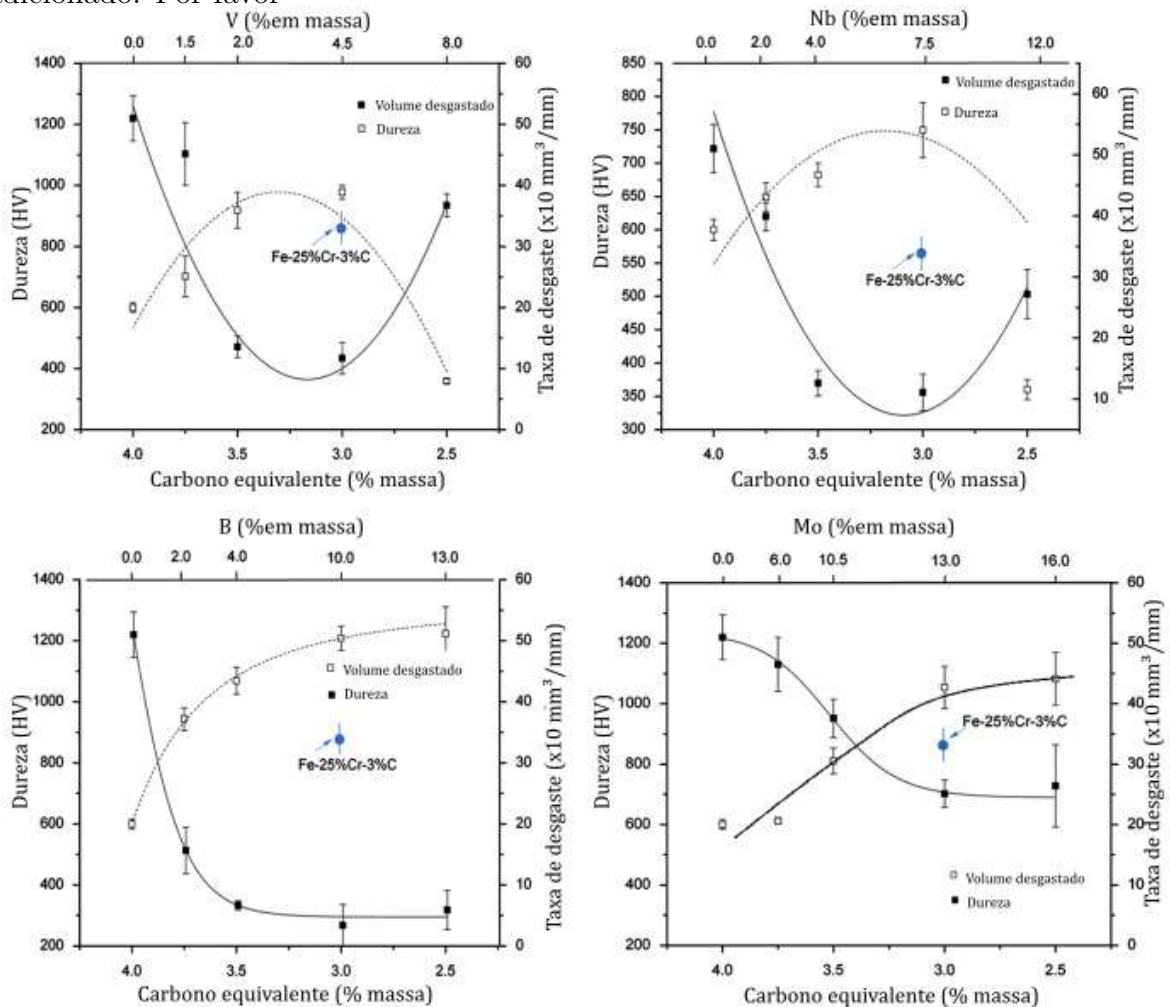 Por favor
V (%em massa)
0.0 1.5 2.0 4.5 8.0
1400
1200
1000
800
600
400
200
Dureza (HV)
Volume desgastado
Dureza
Fe-25%Cr-3%C
60
50
40
30
20
10
0
Taxa de desgaste (x10 mm³/mm)
4.0 3.5 3.0 2.5
Carbono equivalente (% massa)
Nb (%em massa)
0.0 2.0 4.0 7.5 12.0
850
800
750
700
650
600
550
500
450
400
350
300
Dureza (HV)
Volume desgastado
Dureza
Fe-25%Cr-3%C
60
50
40
30
20
10
Taxa de desgaste (x10 mm³/mm)
4.0 3.5 3.0 2.5
Carbono equivalente (% massa)
B (%em massa)
0.0 2.0 4.0 10.0 13.0
1400
1200
1000
800
600
400
200
Dureza (HV)
Volume desgastado
Dureza
Fe-25%Cr-3%C
60
50
40
30
20
10
0
Taxa de desgaste (x10 mm³/mm)
4.0 3.5 3.0 2.5
Carbono equivalente (% massa)
Mo (%em massa)
0.0 6.0 10.5 13.0 16.0
1400
1200
1000
800
600
400
200
Dureza (HV)
Fe-25%Cr-3%C
Volume desgastado
Dureza
60
50
40
30
20
10
0
Taxa de desgaste (x10 mm³/mm)
4.0 3.5 3.0 2.5
Carbono equivalente (% massa)